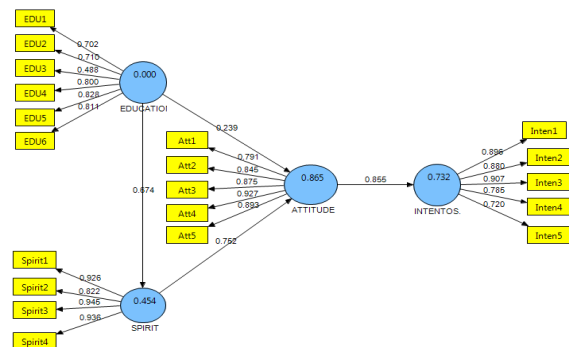 EDU1
EDU2
EDU3
EDU4
EDU5
EDU6
0.702
0.710
0.488
0.800
0.828
0.811
0.000
EDUCATIOI
0.239
0.674
Att1
Att2
Att3
Att4
Att5
0.791
0.845
0.875
0.927
0.893
0.865
ATTITUDE
0.855
0.732
INTENTOS.
0.896
0.880
0.907
0.785
0.720
Inten1
Inten2
Inten3
Inten4
Inten5
0.752
Spirit1
Spirit2
Spirit3
Spirit4
0.926
0.822
0.945
0.936
0.454
SPIRIT